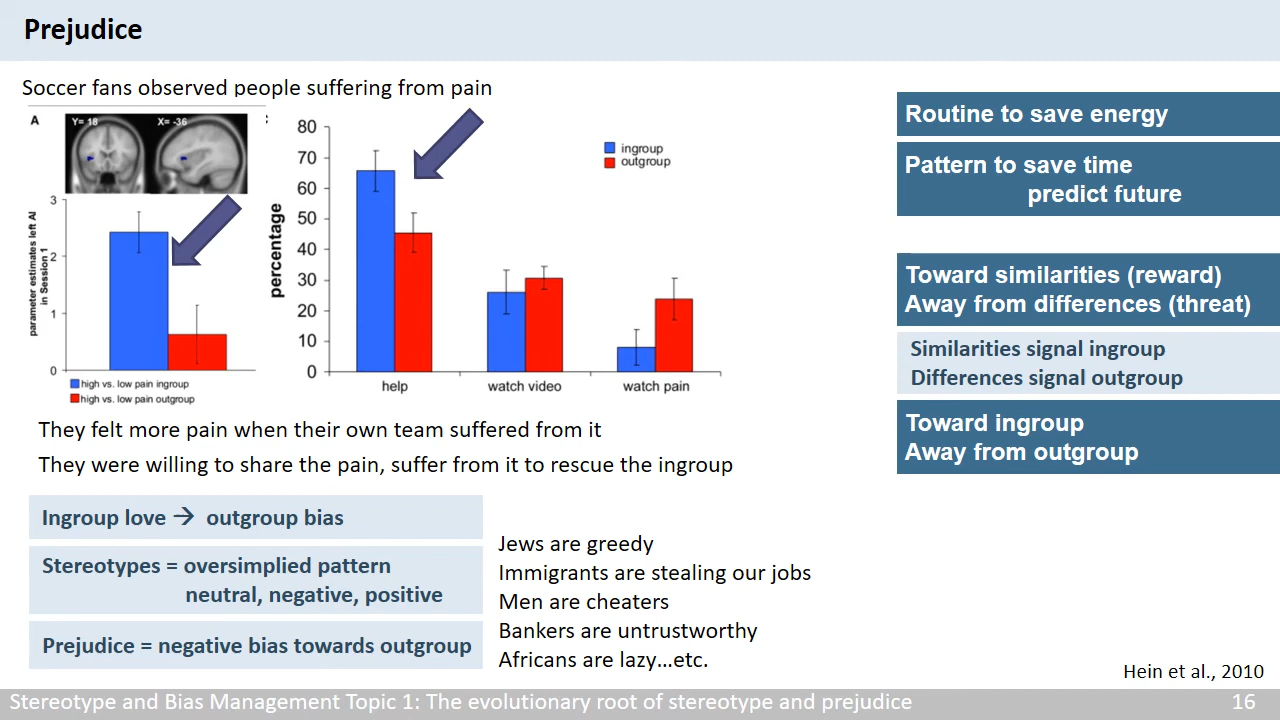 Prejudice
Soccer fans observed people suffering from pain
A
Y= 18
X= -36
3
2
1
0
parameter estimates left AI
in Session 1
high vs. low pain ingroup
high vs. low pain outgroup
80
70
60
50
40
30
20
10
0
percentage
ingroup
outgroup
help
watch video
watch pain
They felt more pain when their own team suffered from it
They were willing to share the pain, suffer from it to rescue the ingroup
Ingroup love → outgroup bias
Stereotypes = oversimplied pattern
neutral, negative, positive
Prejudice = negative bias towards outgroup
Jews are greedy
Immigrants are stealing our jobs
Men are cheaters
Bankers are untrustworthy
Africans are lazy…etc.
Routine to save energy
Pattern to save time
predict future
Toward similarities (reward)
Away from differences (threat)
Similarities signal ingroup
Differences signal outgroup
Toward ingroup
Away from outgroup
Hein et al., 2010
Stereotype and Bias Management Topic 1: The evolutionary root of stereotype and prejudice
16